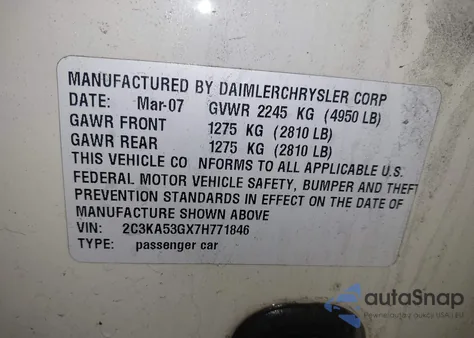 MANUFACTURED BY DAIMLERCHRYSLER CORP
DATE: Mar-07 GVWR 2245 KG (4950 LB)
GAWR FRONT 1275 KG (2810 LB)
GAWR REAR 1275 KG (2810 LB)
THIS VEHICLE CO NFORMS TO ALL APPLICABLE U.S.
FEDERAL MOTOR VEHICLE SAFETY, BUMPER AND THEFT
PREVENTION STANDARDS IN EFFECT ON THE DATE OF
MANUFACTURE SHOWN ABOVE
VIN: 2C3KA53GX7H771846
TYPE: passenger car
autoSnap